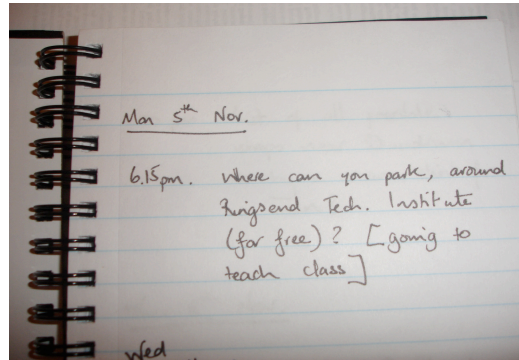 Mon 5th Nov.
6.15pm. Where can you park, around
Ringsend Tech. Institute
(for free)? [going to
teach class]
Wed